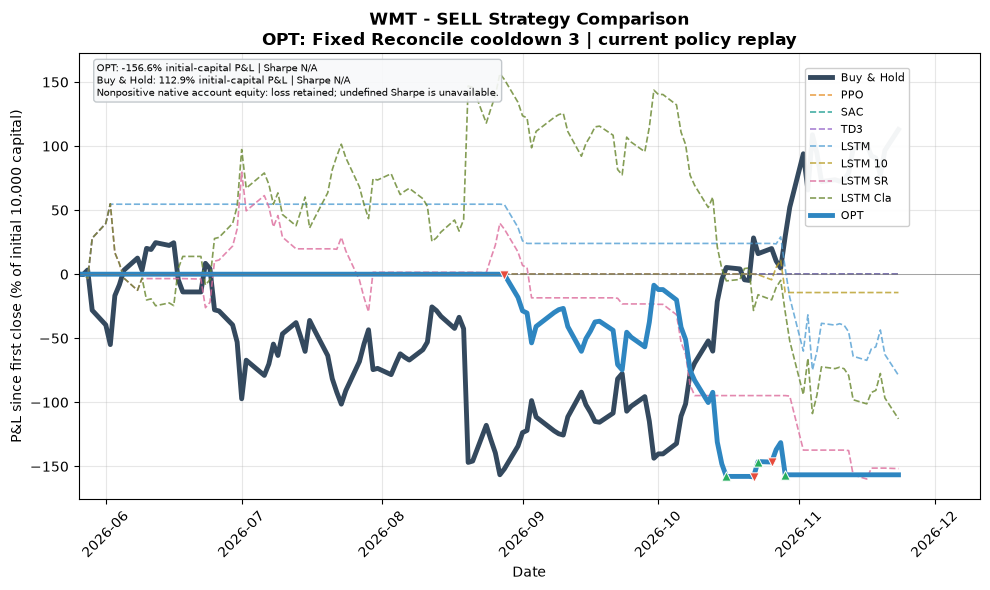 WMT - SELL Strategy Comparison
OPT: Fixed Reconcile cooldown 3 | current policy replay
OPT: -156.6% initial-capital P&L | Sharpe N/A
Buy & Hold: 112.9% initial-capital P&L | Sharpe N/A
Nonpositive native account equity: loss retained; undefined Sharpe is unavailable.
Buy & Hold
PPO
SAC
TD3
LSTM
LSTM 10
LSTM SR
LSTM Cla
OPT
P&L since first close (% of initial 10,000 capital)
150
100
50
0
−50
−100
−150
2026-06
2026-07
2026-08
2026-09
2026-10
2026-11
2026-12
Date